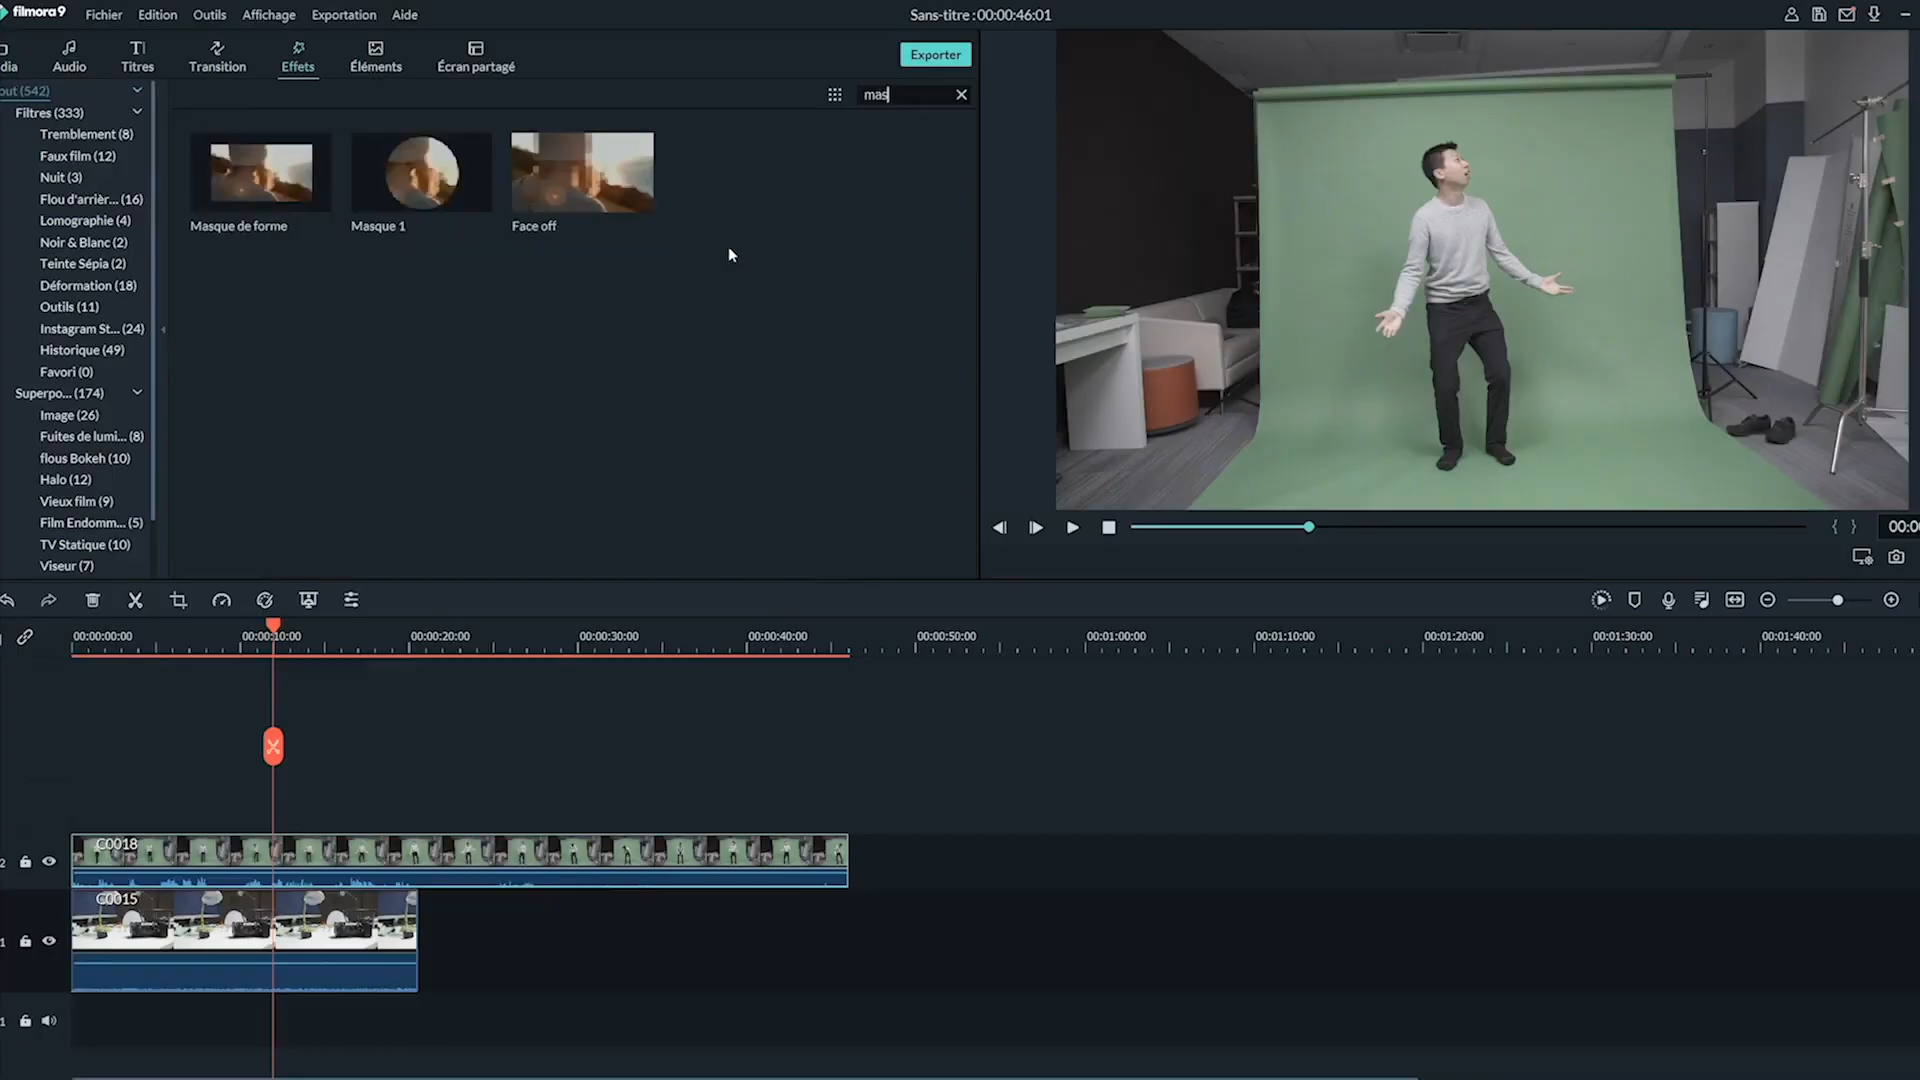 filmora9 Fichier Edition Outils Affichage Exportation Aide Sans-titre : 00:00:46:01
dia Audio Titres Transition Effets Éléments Écran partagé Exporter
out (542)
mas
Filtres (333)
Tremblement (8)
Faux film (12)
Nuit (3)
Flou d'arrièr... (16)
Lomographie (4)
Noir & Blanc (2)
Teinte Sépia (2)
Déformation (18)
Outils (11)
Instagram St... (24)
Historique (49)
Favori (0)
Superpo... (174)
Image (26)
Fuites de lumi... (8)
flous Bokeh (10)
Halo (12)
Vieux film (9)
Film Endomm... (5)
TV Statique (10)
Viseur (7)
Masque de forme Masque 1 Face off
00:0
00:00:00:00 00:00:10:00 00:00:20:00 00:00:30:00 00:00:40:00 00:00:50:00 00:01:00:00 00:01:10:00 00:01:20:00 00:01:30:00 00:01:40:00
2
C0018
1
C0015
1